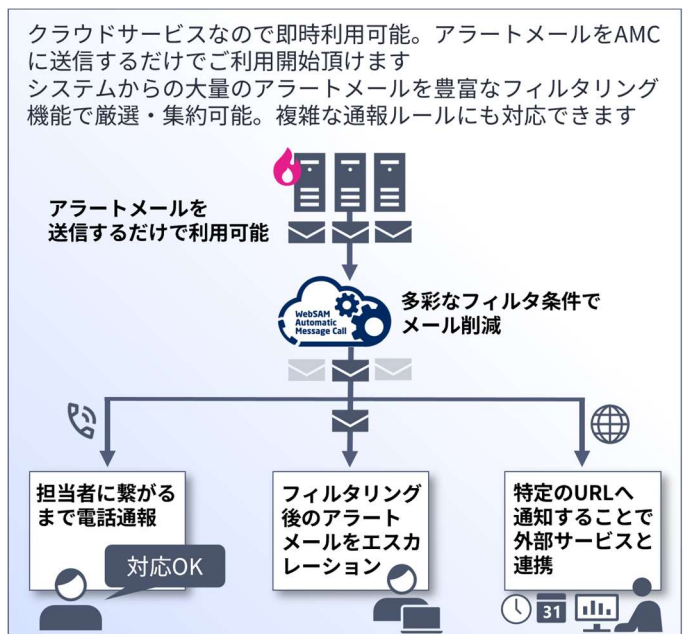 クラウドサービスなので即時利用可能。アラートメールをAMC
に送信するだけでご利用開始頂けます
システムからの大量のアラートメールを豊富なフィルタリング
機能で厳選・集約可能。複雑な通報ルールにも対応できます
アラートメールを
送信するだけで利用可能
WebSAM
Automatic
Message Call
多彩なフィルタ条件で
メール削減
担当者に繋がる
まで電話通報
対応OK
フィルタリング
後のアラート
メールをエスカ
レーション
特定のURLへ
通知することで
外部サービスと
連携
31